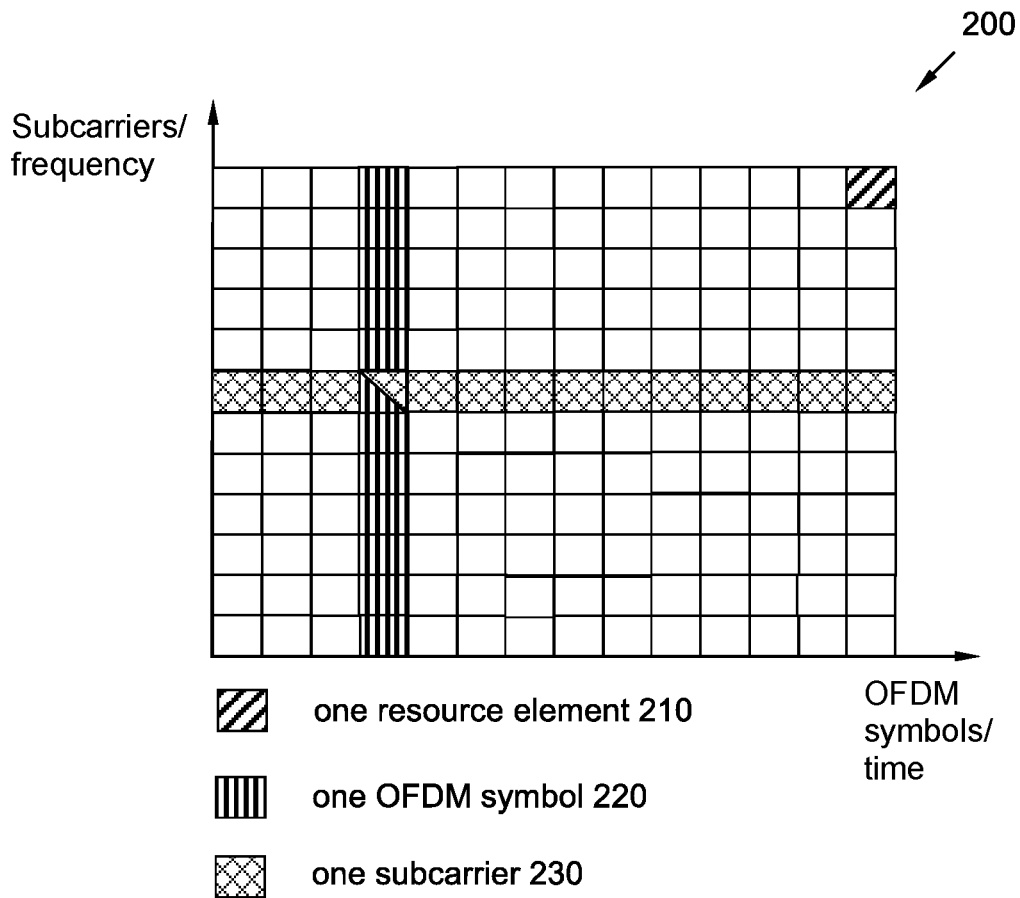 200
Subcarriers/
frequency
OFDM
symbols/
time
one resource element 210
one OFDM symbol 220
one subcarrier 230